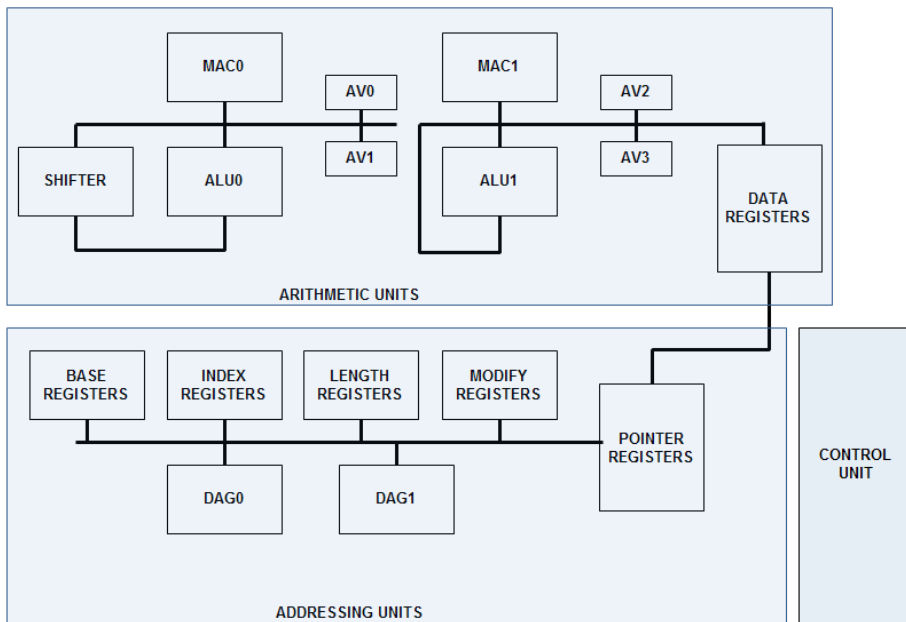 MAC0
MAC1
AV0
AV2
AV1
AV3
SHIFTER
ALU0
ALU1
DATA
REGISTERS
ARITHMETIC UNITS
BASE
REGISTERS
INDEX
REGISTERS
LENGTH
REGISTERS
MODIFY
REGISTERS
POINTER
REGISTERS
CONTROL
UNIT
DAG0
DAG1
ADDRESSING UNITS